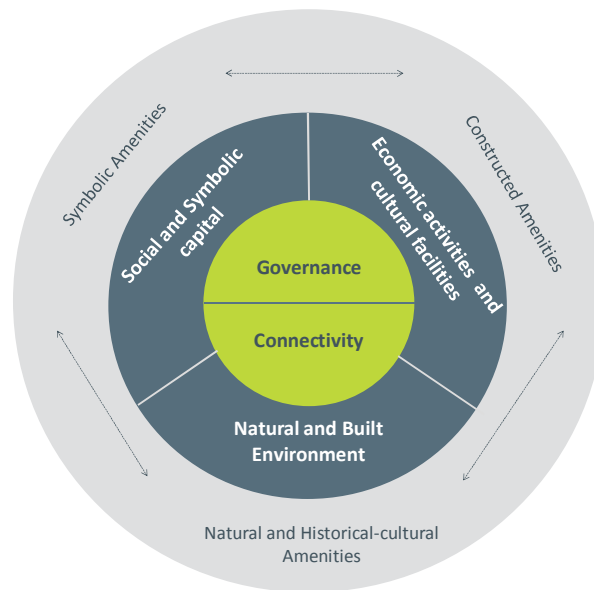 Symbolic Amenities
Constructed Amenities
Social and Symbolic
capital
Economic activities and
cultural facilities
Governance
Connectivity
Natural and Built
Environment
Natural and Historical-cultural
Amenities